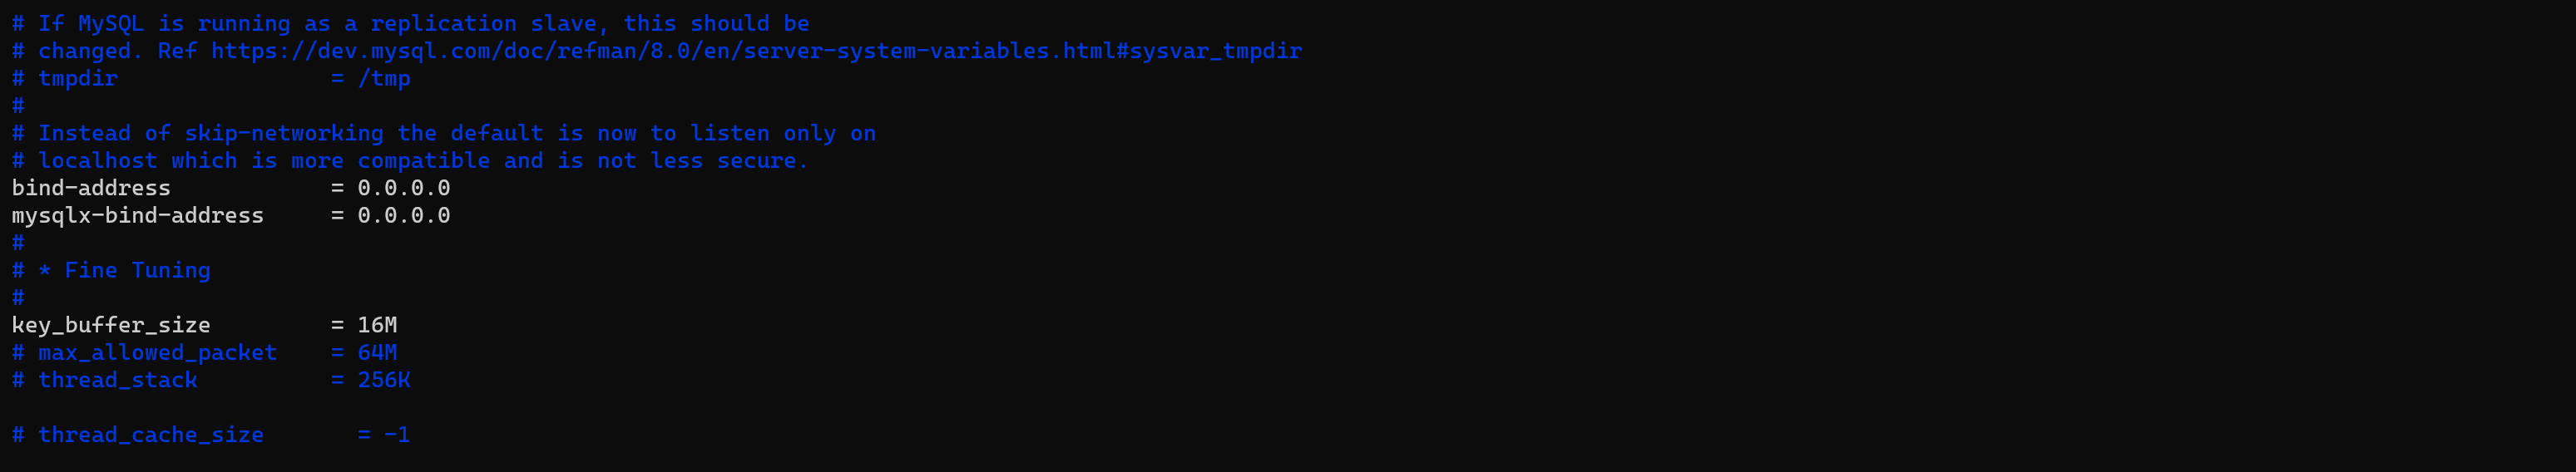 # If MySQL is running as a replication slave, this should be
# changed. Ref https://dev.mysql.com/doc/refman/8.0/en/server-system-variables.html#sysvar_tmpdir
# tmpdir                = /tmp
#
# Instead of skip-networking the default is now to listen only on
# localhost which is more compatible and is not less secure.
bind-address            = 0.0.0.0
mysqlx-bind-address     = 0.0.0.0
#
# * Fine Tuning
#
key_buffer_size         = 16M
# max_allowed_packet    = 64M
# thread_stack          = 256K

# thread_cache_size       = -1